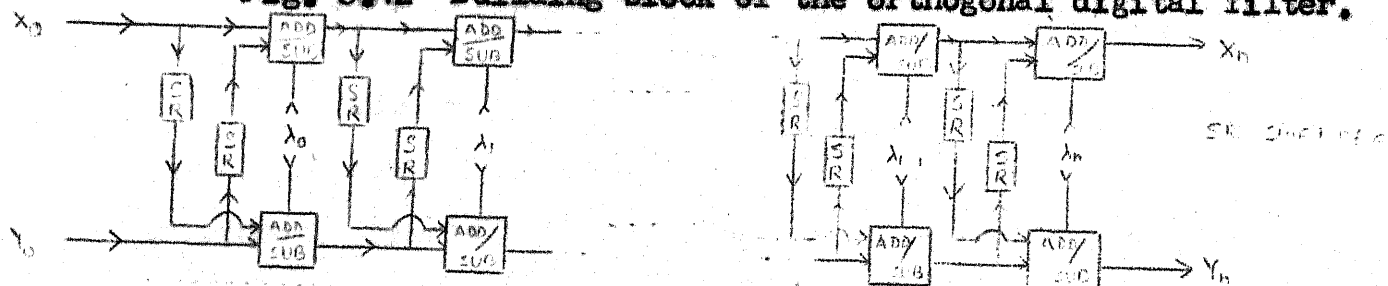 Building block of the orthogonal digital filter.
X₀
ADD
SUB
ADD
SUB
ADD/
SUB
ADD/
SUB
Xₙ
S
R
S
R
S
R
S
R
S
R
S
R
S
R
S
R
λ₀
λ₁
λₙ
SR
Y₀
ADD
SUB
ADD/
SUB
ADD/
SUB
ADD/
SUB
Yₙ